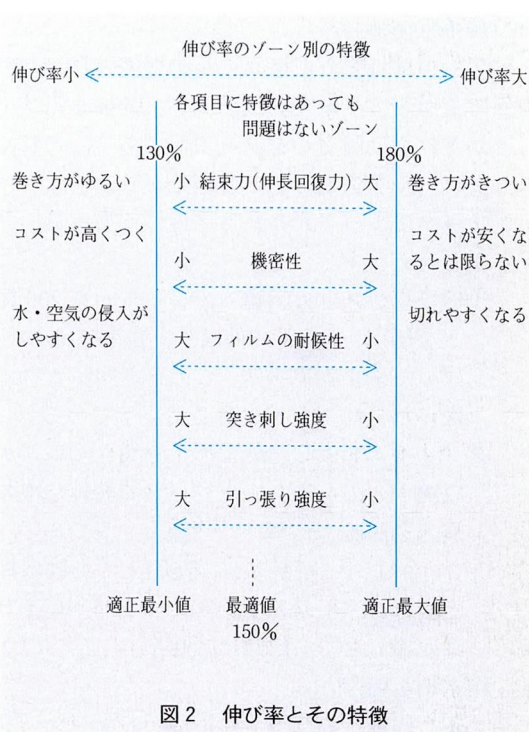 伸び率のゾーン別の特徴
伸び率小
伸び率大
各項目に特徴はあっても
問題はないゾーン
130%
180%
巻き方がゆるい
小 結束力(伸長回復力) 大
巻き方がきつい
コストが高くつく
コストが安くな
るとは限らない
小 機密性 大
水・空気の侵入が
しやすくなる
切れやすくなる
大 フィルムの耐候性 小
大 突き刺し強度 小
大 引っ張り強度 小
適正最小値
最適値
適正最大値
150%
図2 伸び率とその特徴